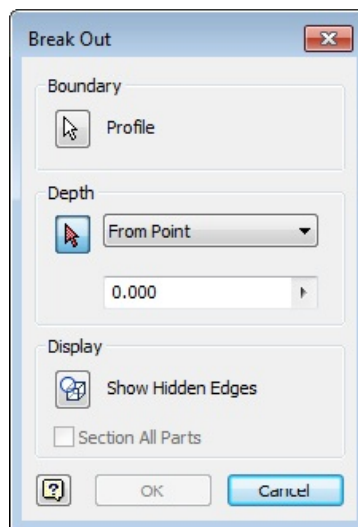 Break Out
Boundary
Profile
Depth
From Point
0.000
Display
Show Hidden Edges
Section All Parts
OK Cancel